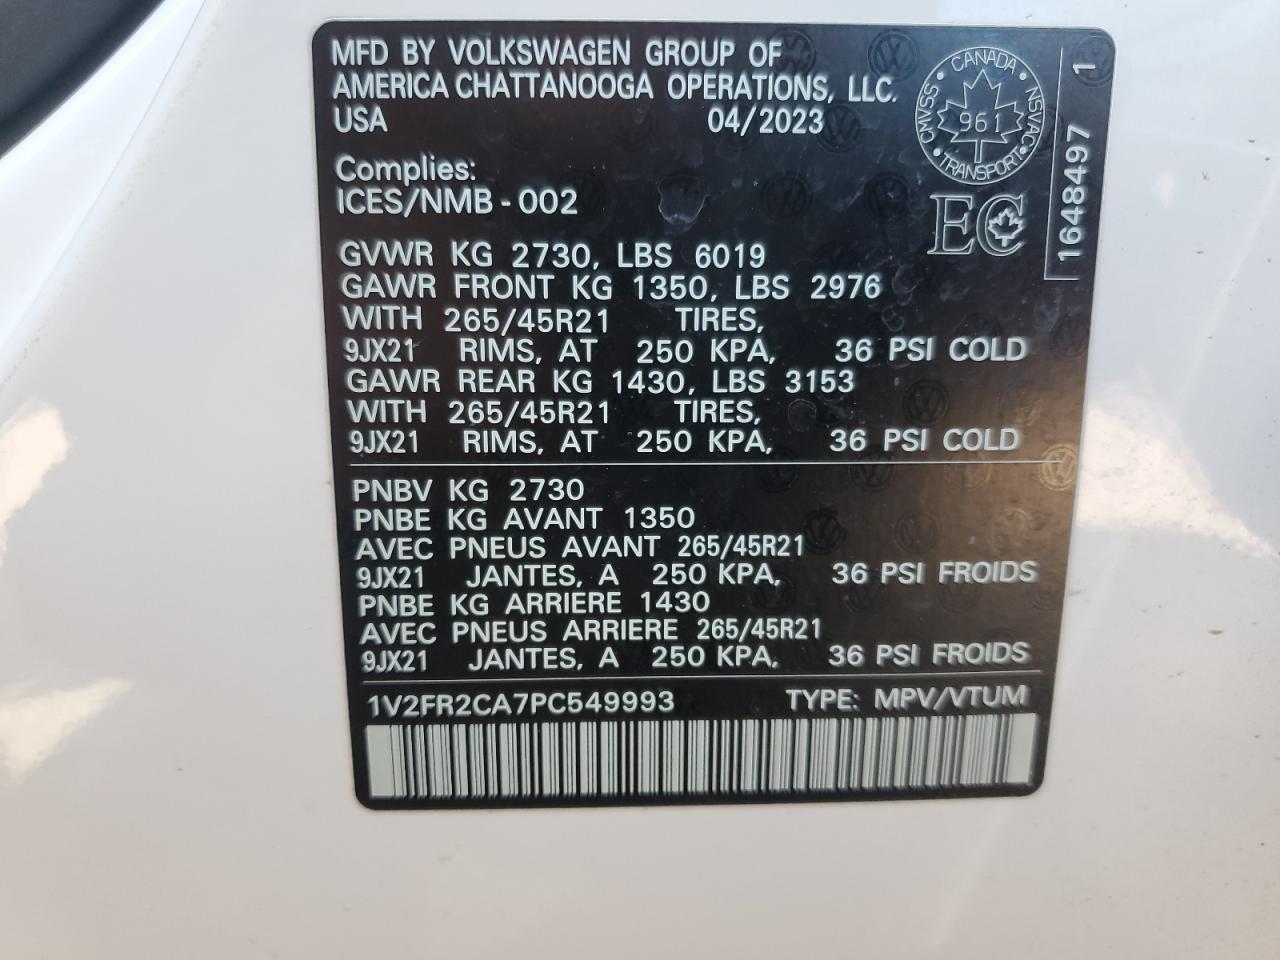 MFD BY VOLKSWAGEN GROUP OF
AMERICA CHATTANOOGA OPERATIONS, LLC.
USA 04/2023
CANADA
CMVSS NSVAC
961
TRANSPORT
EC
1648497 1
Complies:
ICES/NMB - 002
GVWR KG 2730, LBS 6019
GAWR FRONT KG 1350, LBS 2976
WITH 265/45R21 TIRES,
9JX21 RIMS, AT 250 KPA, 36 PSI COLD
GAWR REAR KG 1430, LBS 3153
WITH 265/45R21 TIRES,
9JX21 RIMS, AT 250 KPA, 36 PSI COLD
PNBV KG 2730
PNBE KG AVANT 1350
AVEC PNEUS AVANT 265/45R21
9JX21 JANTES, A 250 KPA, 36 PSI FROIDS
PNBE KG ARRIERE 1430
AVEC PNEUS ARRIERE 265/45R21
9JX21 JANTES, A 250 KPA, 36 PSI FROIDS
1V2FR2CA7PC549993 TYPE: MPV/VTUM